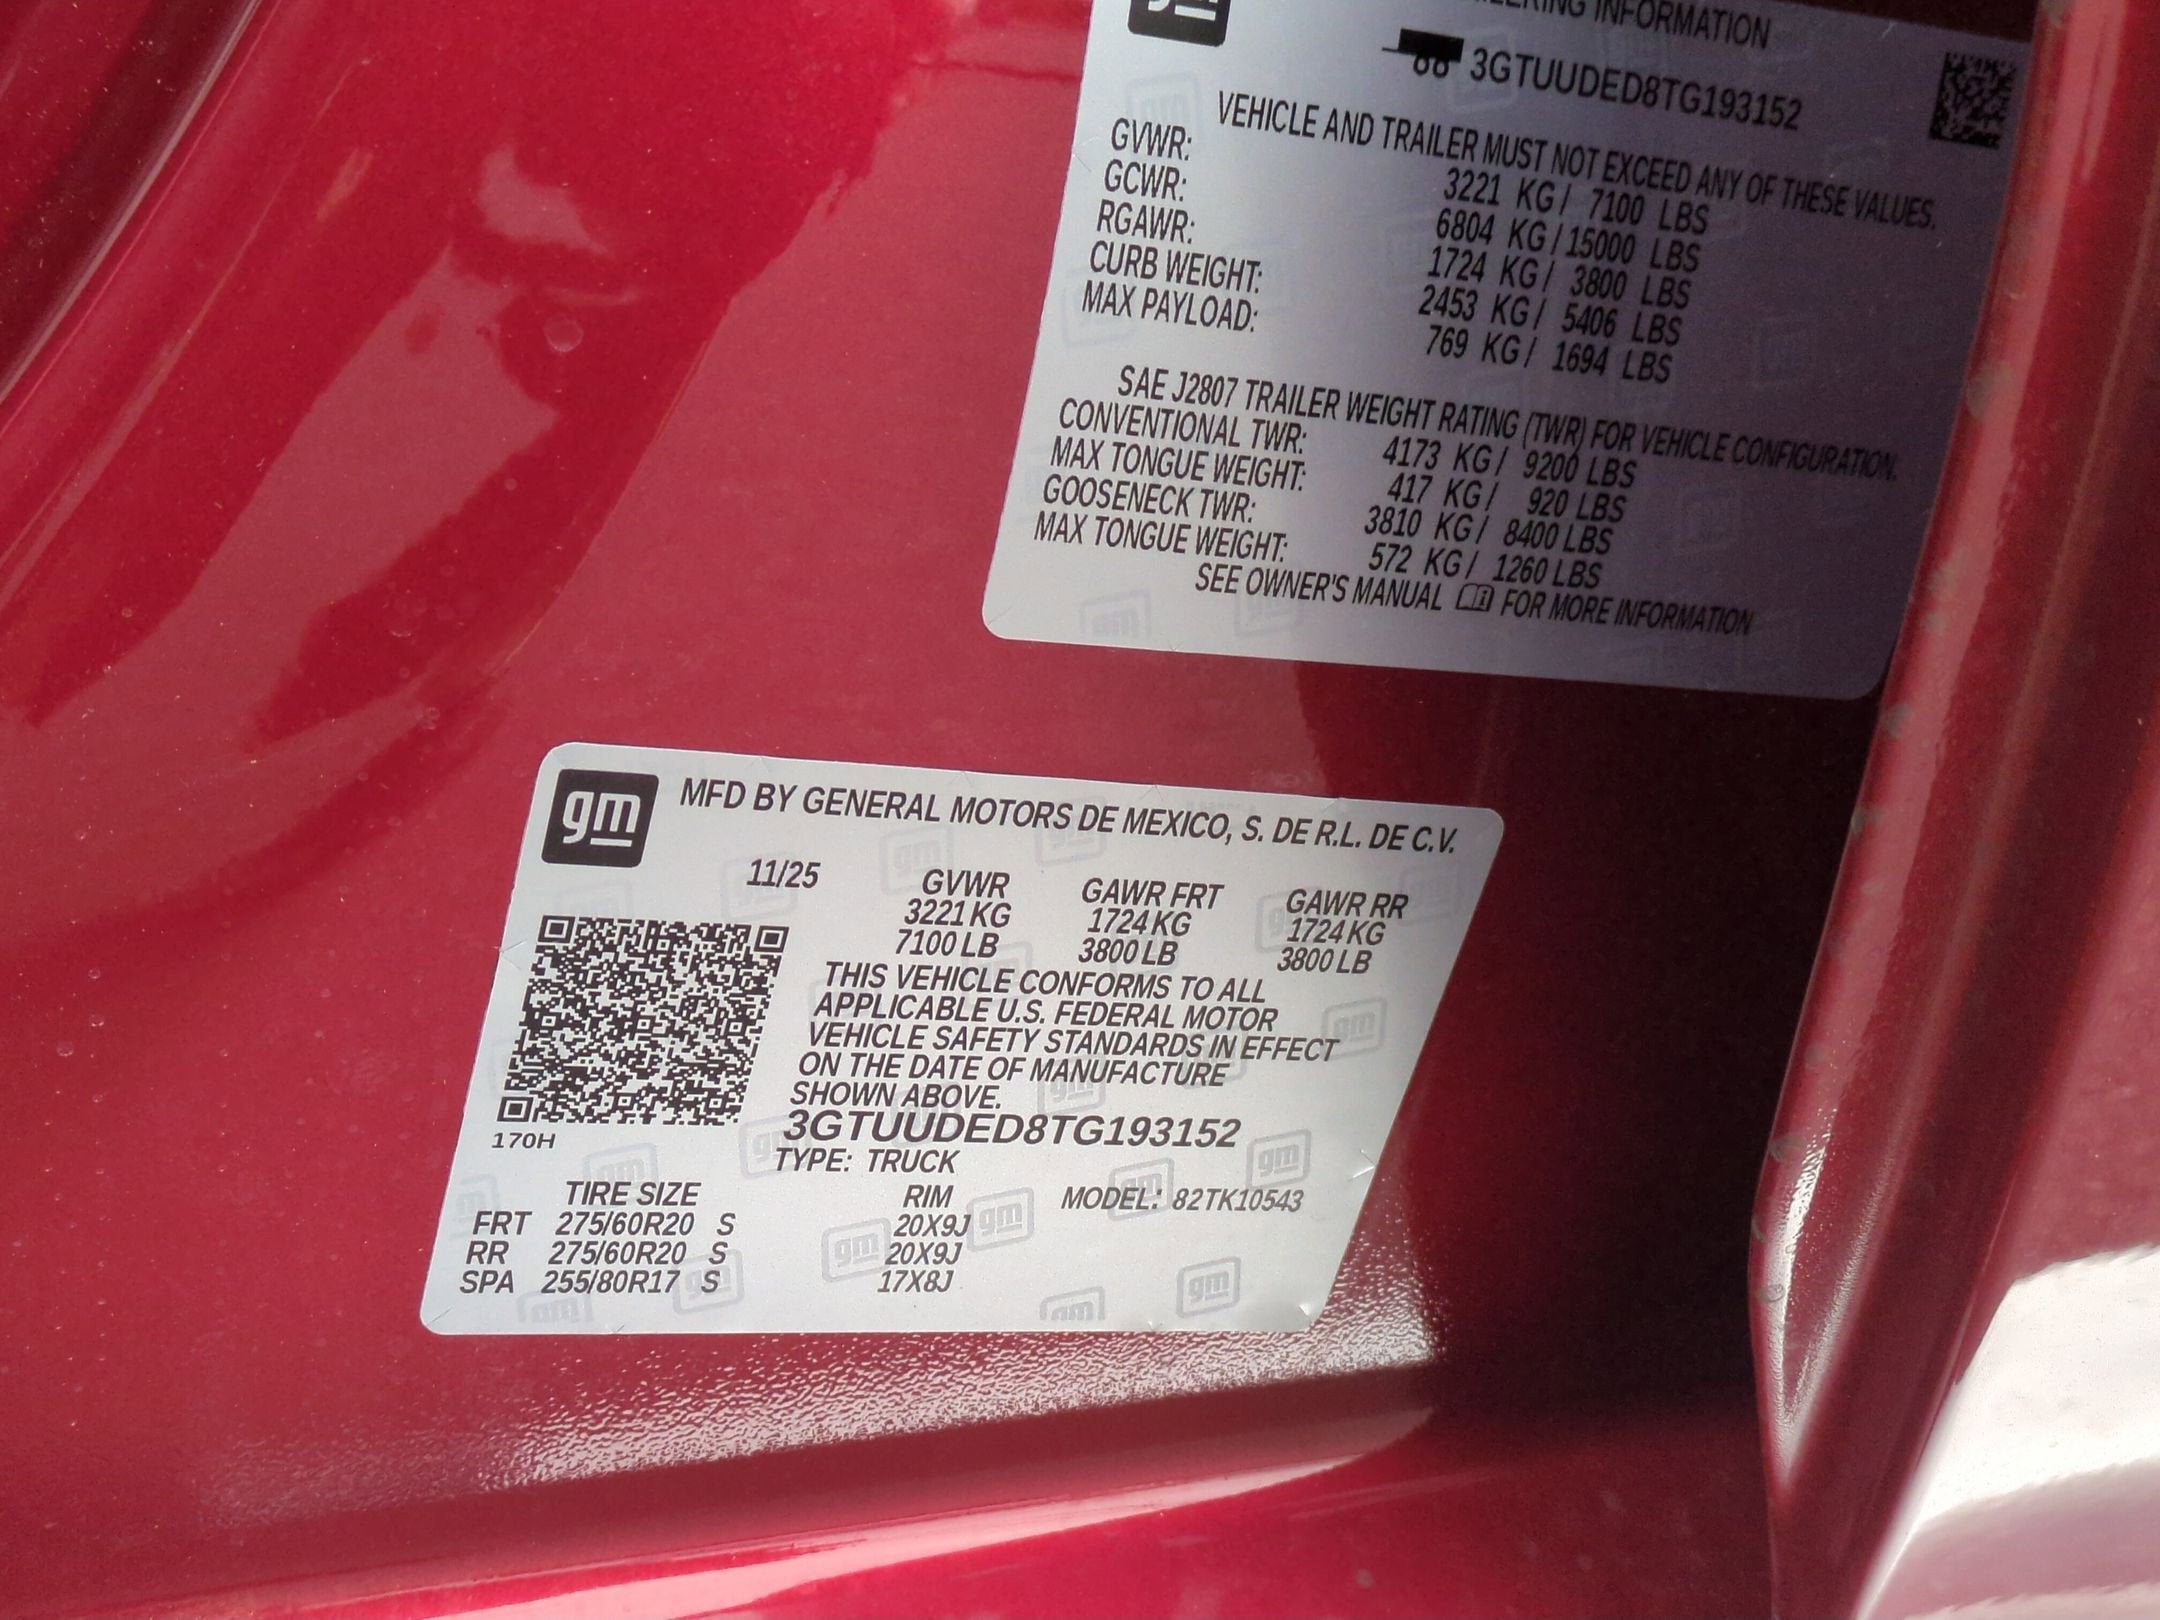 gm
ERING INFORMATION
3GTUUDED8TG193152
VEHICLE AND TRAILER MUST NOT EXCEED ANY OF THESE VALUES.
GVWR: 3221 KG / 7100 LBS
GCWR: 6804 KG / 15000 LBS
RGAWR: 1724 KG / 3800 LBS
CURB WEIGHT: 2453 KG / 5406 LBS
MAX PAYLOAD: 769 KG / 1694 LBS
SAE J2807 TRAILER WEIGHT RATING (TWR) FOR VEHICLE CONFIGURATION.
CONVENTIONAL TWR: 4173 KG / 9200 LBS
MAX TONGUE WEIGHT: 417 KG / 920 LBS
GOOSENECK TWR: 3810 KG / 8400 LBS
MAX TONGUE WEIGHT: 572 KG / 1260 LBS
SEE OWNER'S MANUAL FOR MORE INFORMATION
gm
MFD BY GENERAL MOTORS DE MEXICO, S. DE R.L. DE C.V.
11/25 GVWR GAWR FRT GAWR RR
3221 KG 1724 KG 1724 KG
7100 LB 3800 LB 3800 LB
THIS VEHICLE CONFORMS TO ALL
APPLICABLE U.S. FEDERAL MOTOR
VEHICLE SAFETY STANDARDS IN EFFECT
ON THE DATE OF MANUFACTURE
SHOWN ABOVE.
3GTUUDED8TG193152
170H
TYPE: TRUCK
TIRE SIZE RIM MODEL: 82TK10543
FRT 275/60R20 S 20X9J
RR 275/60R20 S 20X9J
SPA 255/80R17 S 17X8J